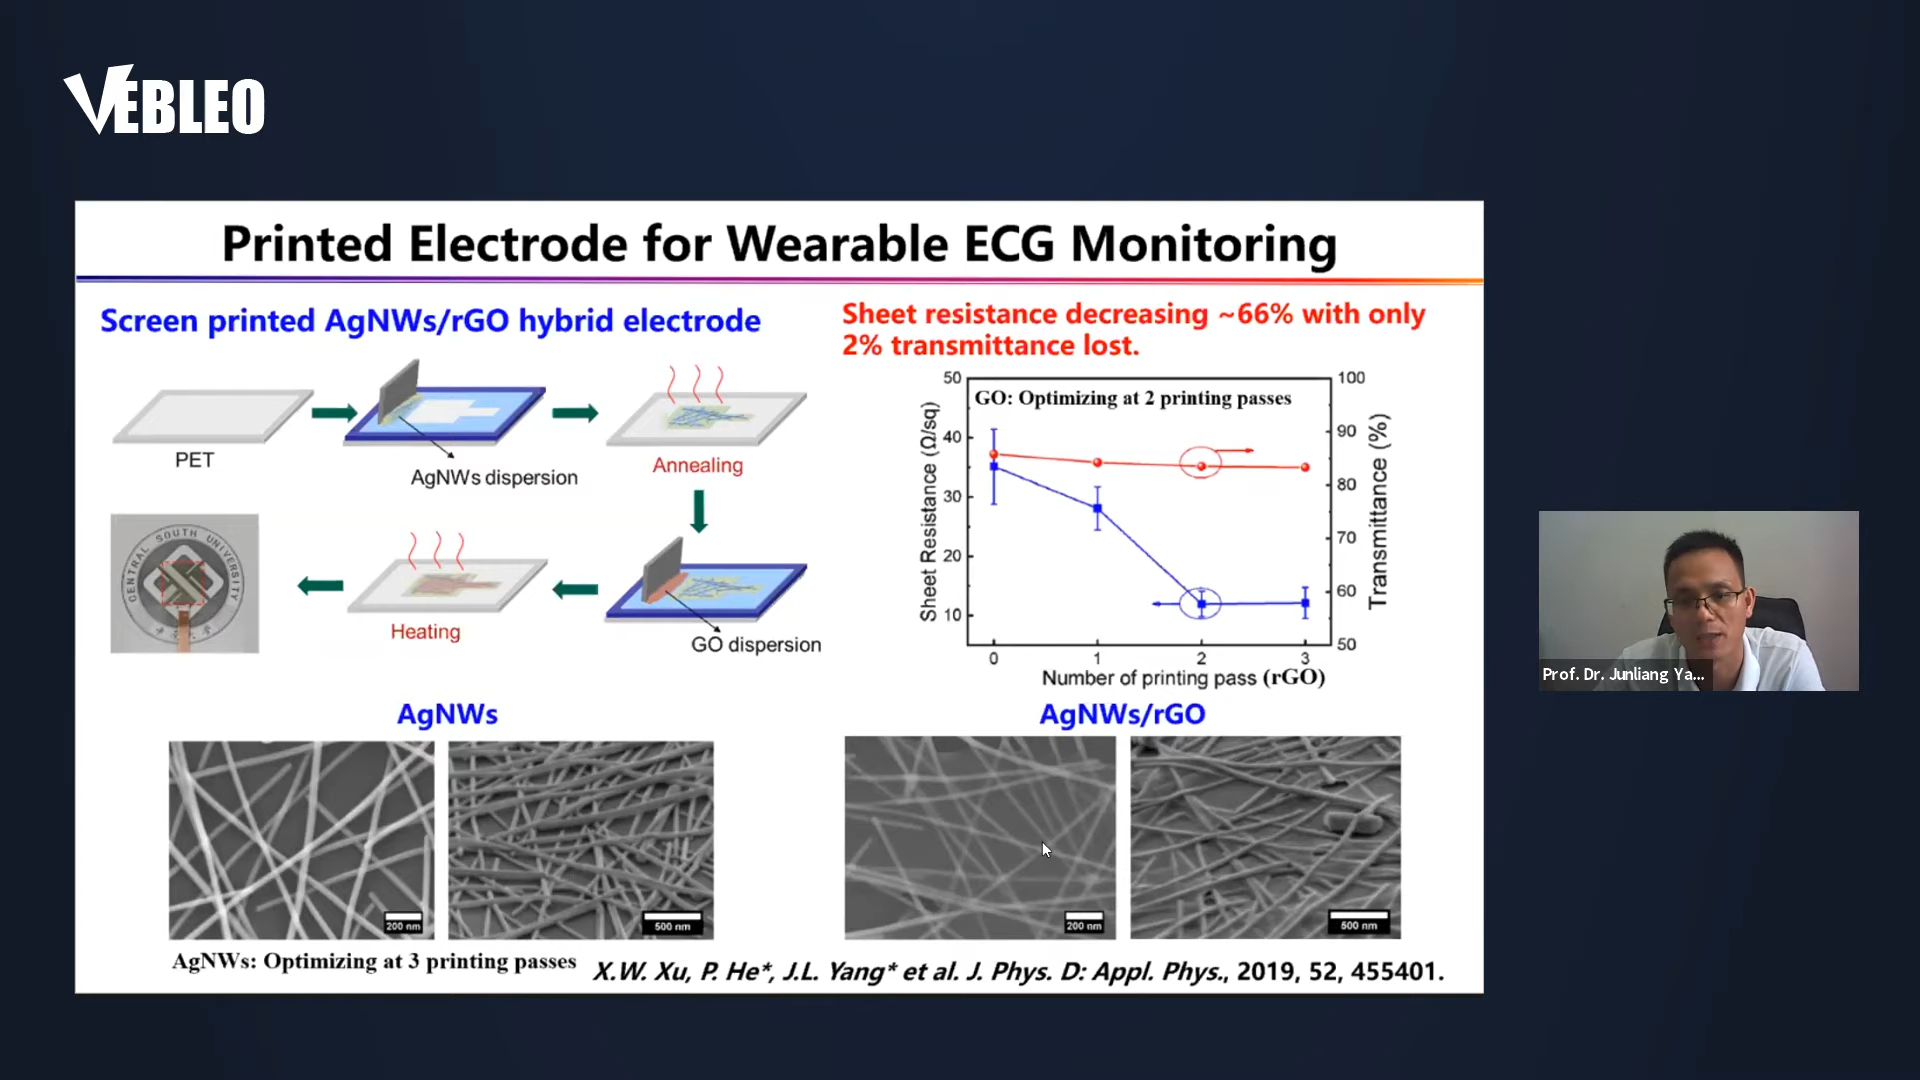 VEBLEO
Printed Electrode for Wearable ECG Monitoring
Screen printed AgNWs/rGO hybrid electrode
PET
AgNWs dispersion
Annealing
CENTRAL SOUTH UNIVERSITY
Heating
GO dispersion
Sheet resistance decreasing ~66% with only
2% transmittance lost.
GO: Optimizing at 2 printing passes
Sheet Resistance (Ω/sq)
50
40
30
20
10
100
90
80
70
60
50
Transmittance (%)
0 1 2 3
Number of printing pass (rGO)
AgNWs
AgNWs/rGO
200 nm
500 nm
200 nm
500 nm
AgNWs: Optimizing at 3 printing passes
X.W. Xu, P. He*, J.L. Yang* et al. J. Phys. D: Appl. Phys., 2019, 52, 455401.
Prof. Dr. Junliang Ya...